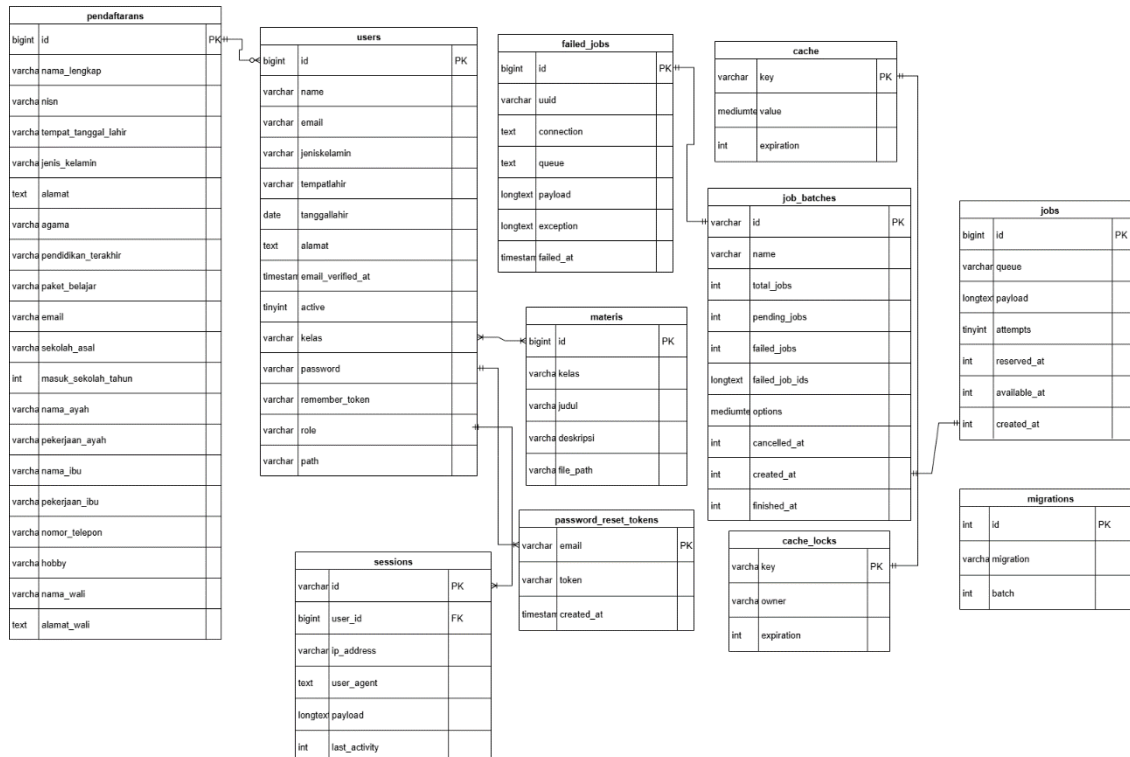 pendaftarans
bigint id PK
varcha nama_lengkap
varcha nisn
varcha tempat_tanggal_lahir
varcha jenis_kelamin
text alamat
varcha agama
varcha pendidikan_terakhir
varcha paket_belajar
varcha email
varcha sekolah_asal
int masuk_sekolah_tahun
varcha nama_ayah
varcha pekerjaan_ayah
varcha nama_ibu
varcha pekerjaan_ibu
varcha nomor_telepon
varcha hobby
varcha nama_wali
text alamat_wali
users
bigint id PK
varchar name
varchar email
varchar jeniskelamin
varchar tempatlahir
date tanggallahir
text alamat
timestam email_verified_at
tinyint active
varchar kelas
varchar password
varchar remember_token
varchar role
varchar path
failed_jobs
bigint id PK
varchar uuid
text connection
text queue
longtext payload
longtext exception
timestam failed_at
cache
varchar key PK
mediumte value
int expiration
job_batches
varchar id PK
varchar name
int total_jobs
int pending_jobs
int failed_jobs
longtext failed_job_ids
mediumte options
int cancelled_at
int created_at
int finished_at
jobs
bigint id PK
varchar queue
longtext payload
tinyint attempts
int reserved_at
int available_at
int created_at
materis
bigint id PK
varcha kelas
varcha judul
varcha deskripsi
varcha file_path
migrations
int id PK
varchar migration
int batch
password_reset_tokens
varchar email PK
varchar token
timestam created_at
cache_locks
varcha key PK
varcha owner
int expiration
sessions
varchar id PK
bigint user_id FK
varchar ip_address
text user_agent
longtext payload
int last_activity